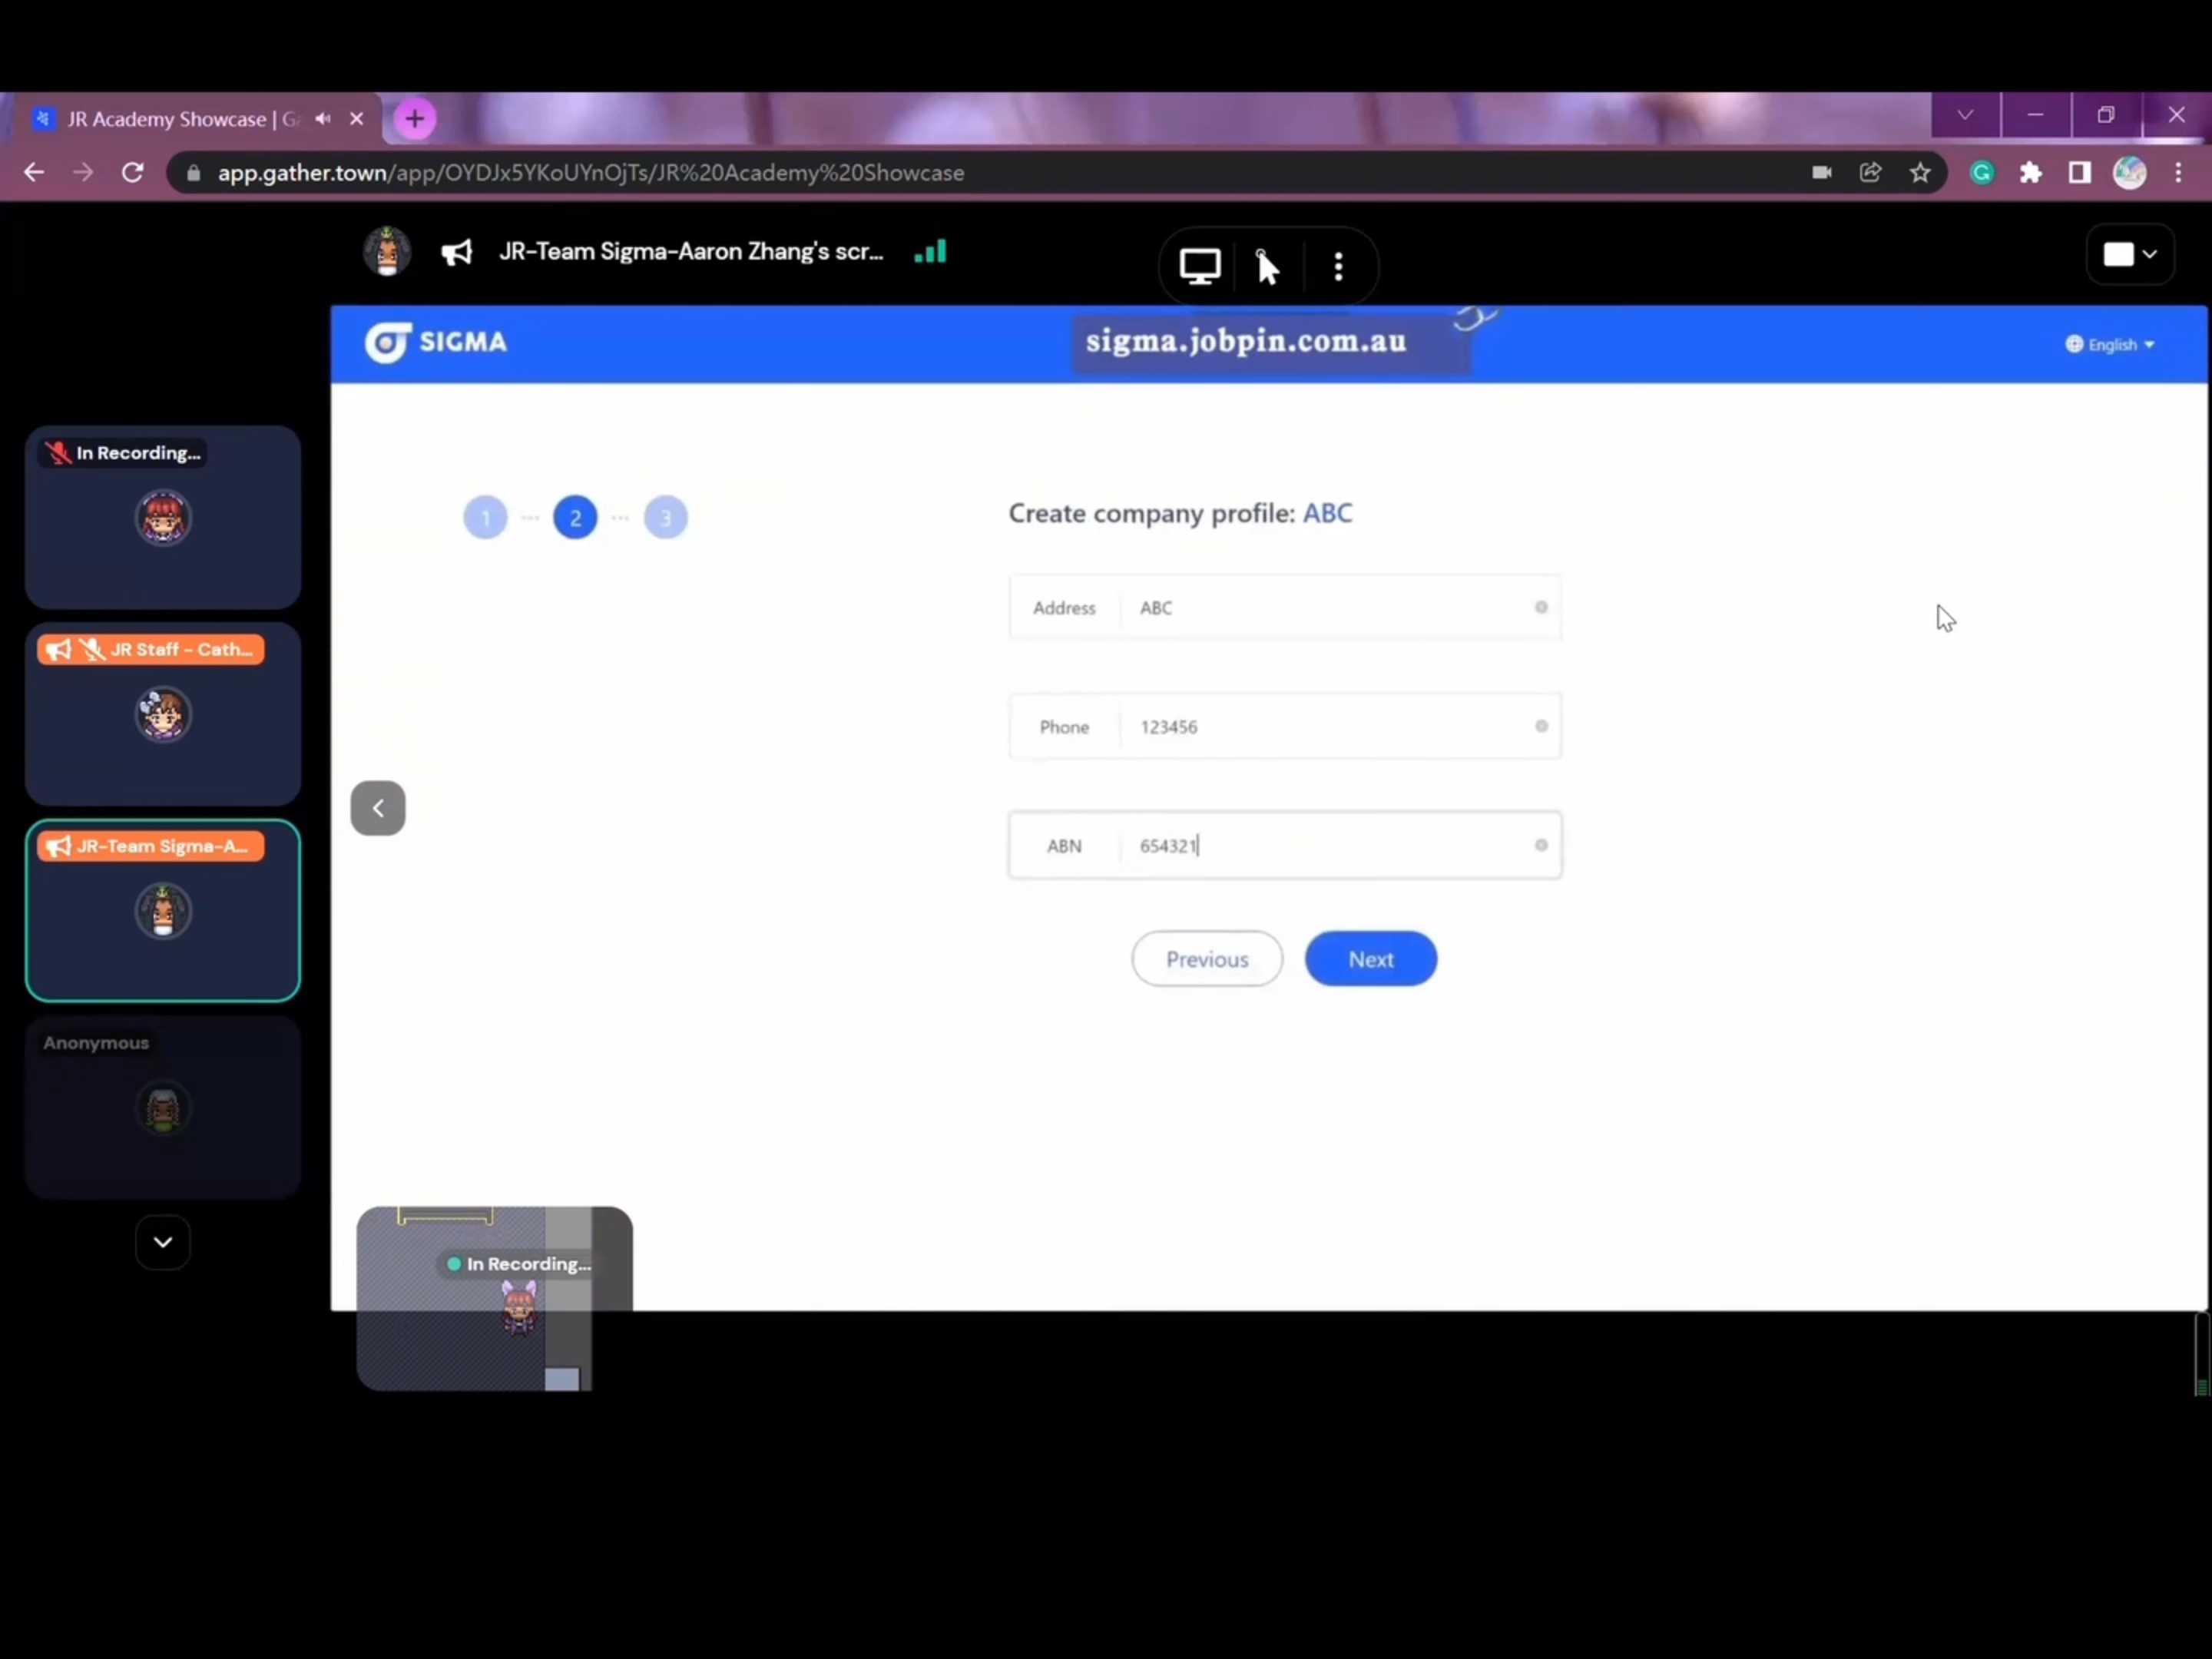 JR Academy Showcase | Ga
app.gather.town/app/OYDJx5YKoUYnOjTs/JR%20Academy%20Showcase
JR-Team Sigma-Aaron Zhang's scr...
SIGMA
sigma.jobpin.com.au
English
In Recording...
1 --- 2 --- 3
Create company profile: ABC
Address ABC
JR Staff - Cath...
Phone 123456
JR-Team Sigma-A...
ABN 654321
Previous Next
Anonymous
In Recording...